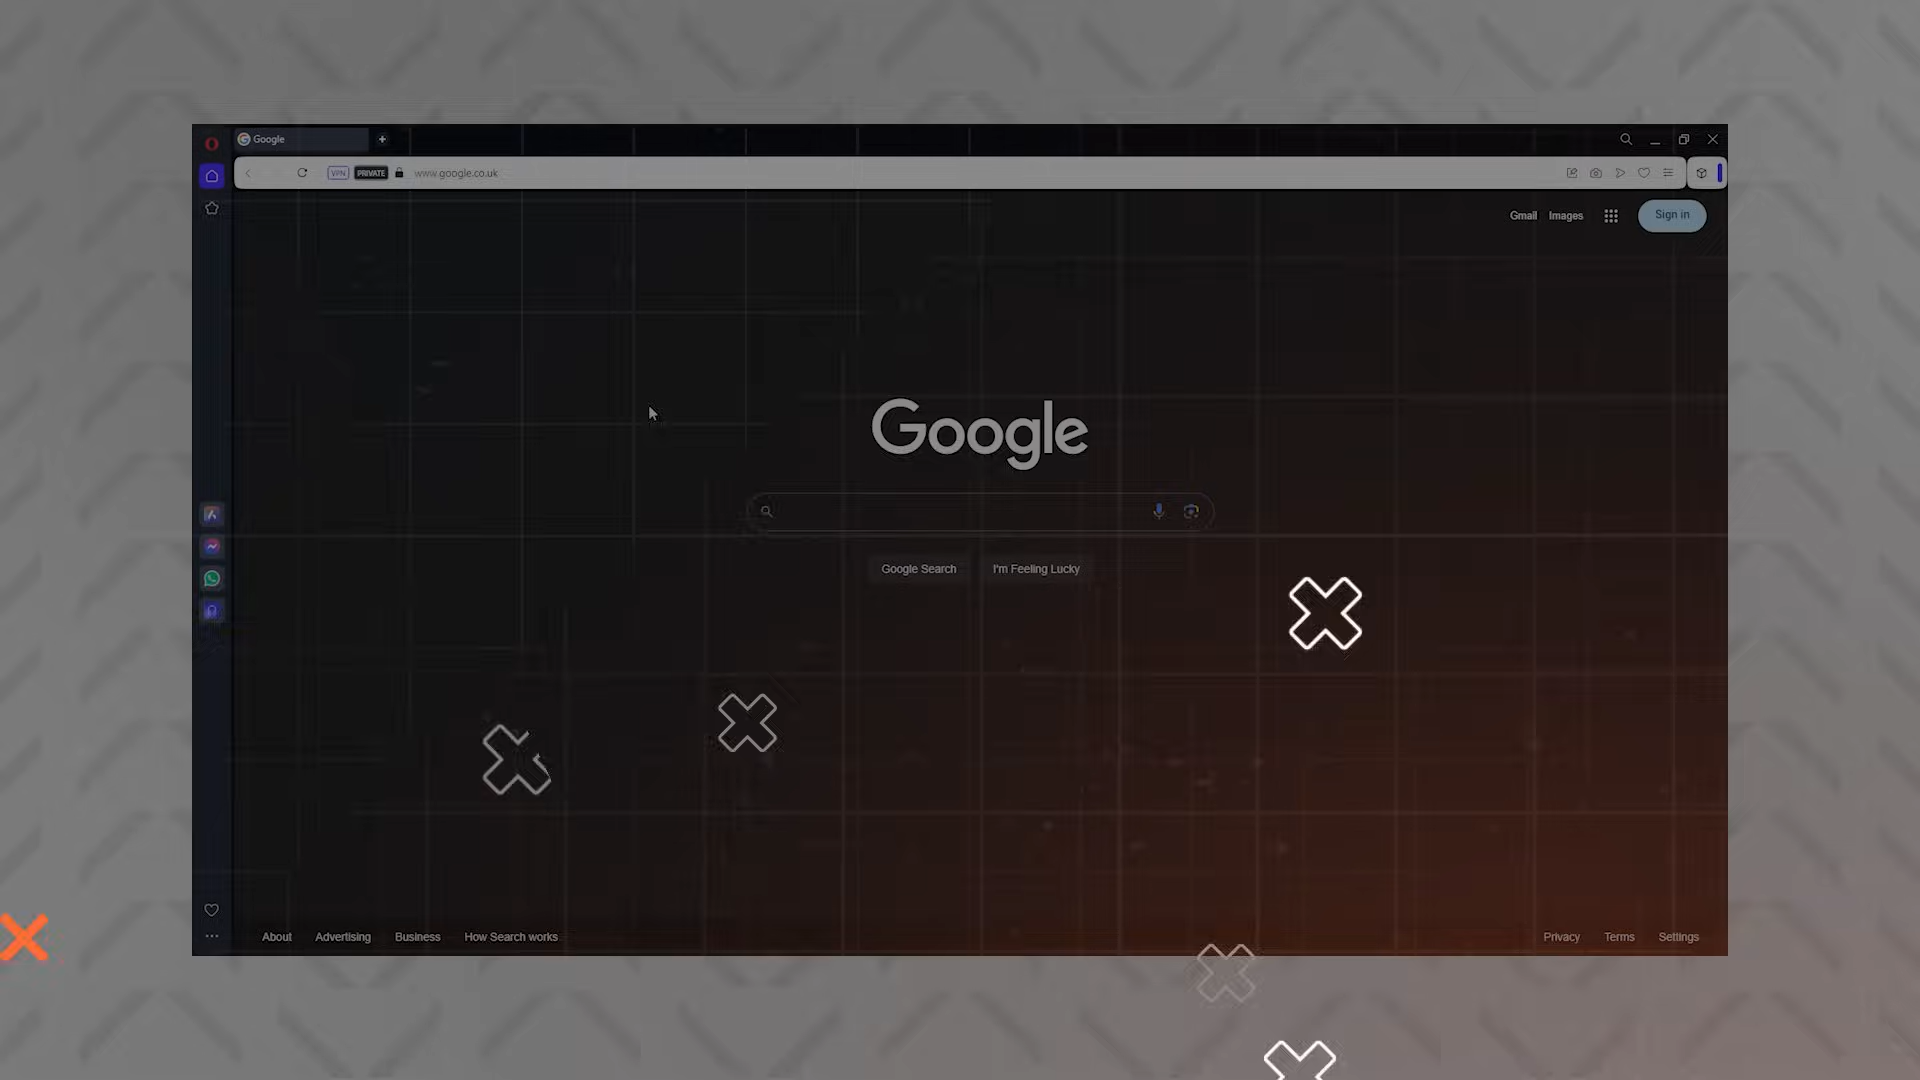 Google
VPN PRIVATE www.google.co.uk
Gmail Images Sign in
Google
Google Search I'm Feeling Lucky
About Advertising Business How Search works Privacy Terms Settings